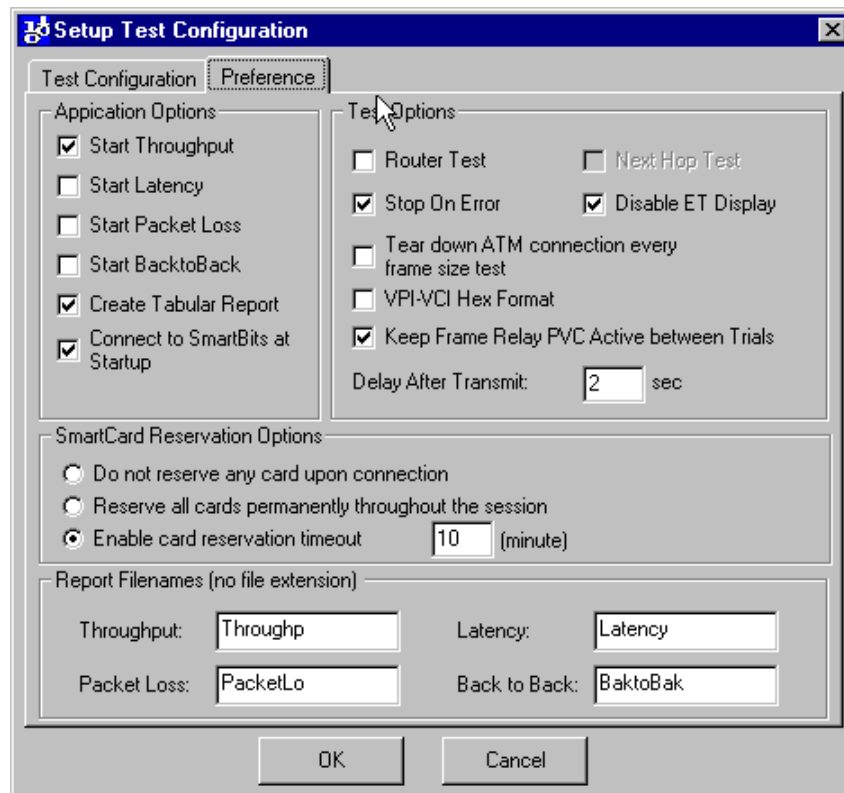 Setup Test Configuration
Test Configuration
Preference
Appication Options
Start Throughput
Start Latency
Start Packet Loss
Start BacktoBack
Create Tabular Report
Connect to SmartBits at
Startup
Test Options
Router Test
Next Hop Test
Stop On Error
Disable ET Display
Tear down ATM connection every
frame size test
VPI-VCI Hex Format
Keep Frame Relay PVC Active between Trials
Delay After Transmit: 2 sec
SmartCard Reservation Options
Do not reserve any card upon connection
Reserve all cards permanently throughout the session
Enable card reservation timeout 10 (minute)
Report Filenames (no file extension)
Throughput: Throughp
Latency: Latency
Packet Loss: PacketLo
Back to Back: BaktoBak
OK
Cancel